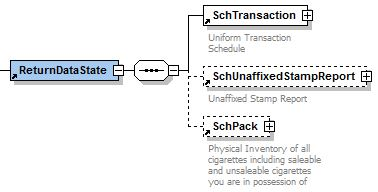 SchTransaction
Uniform Transaction
Schedule
ReturnDataState
SchUnaffixedStampReport
Unaffixed Stamp Report
SchPack
Physical Inventory of all
cigarettes including saleable
and unsaleable cigarettes
you are in possession of